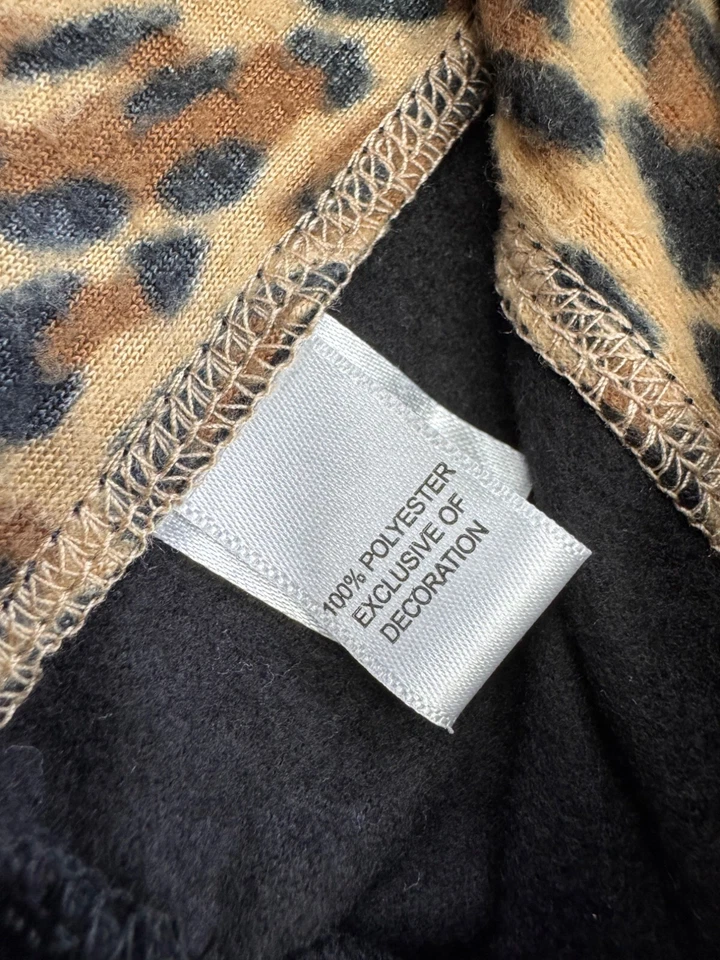 100% POLYESTER
EXCLUSIVE OF
DECORATION